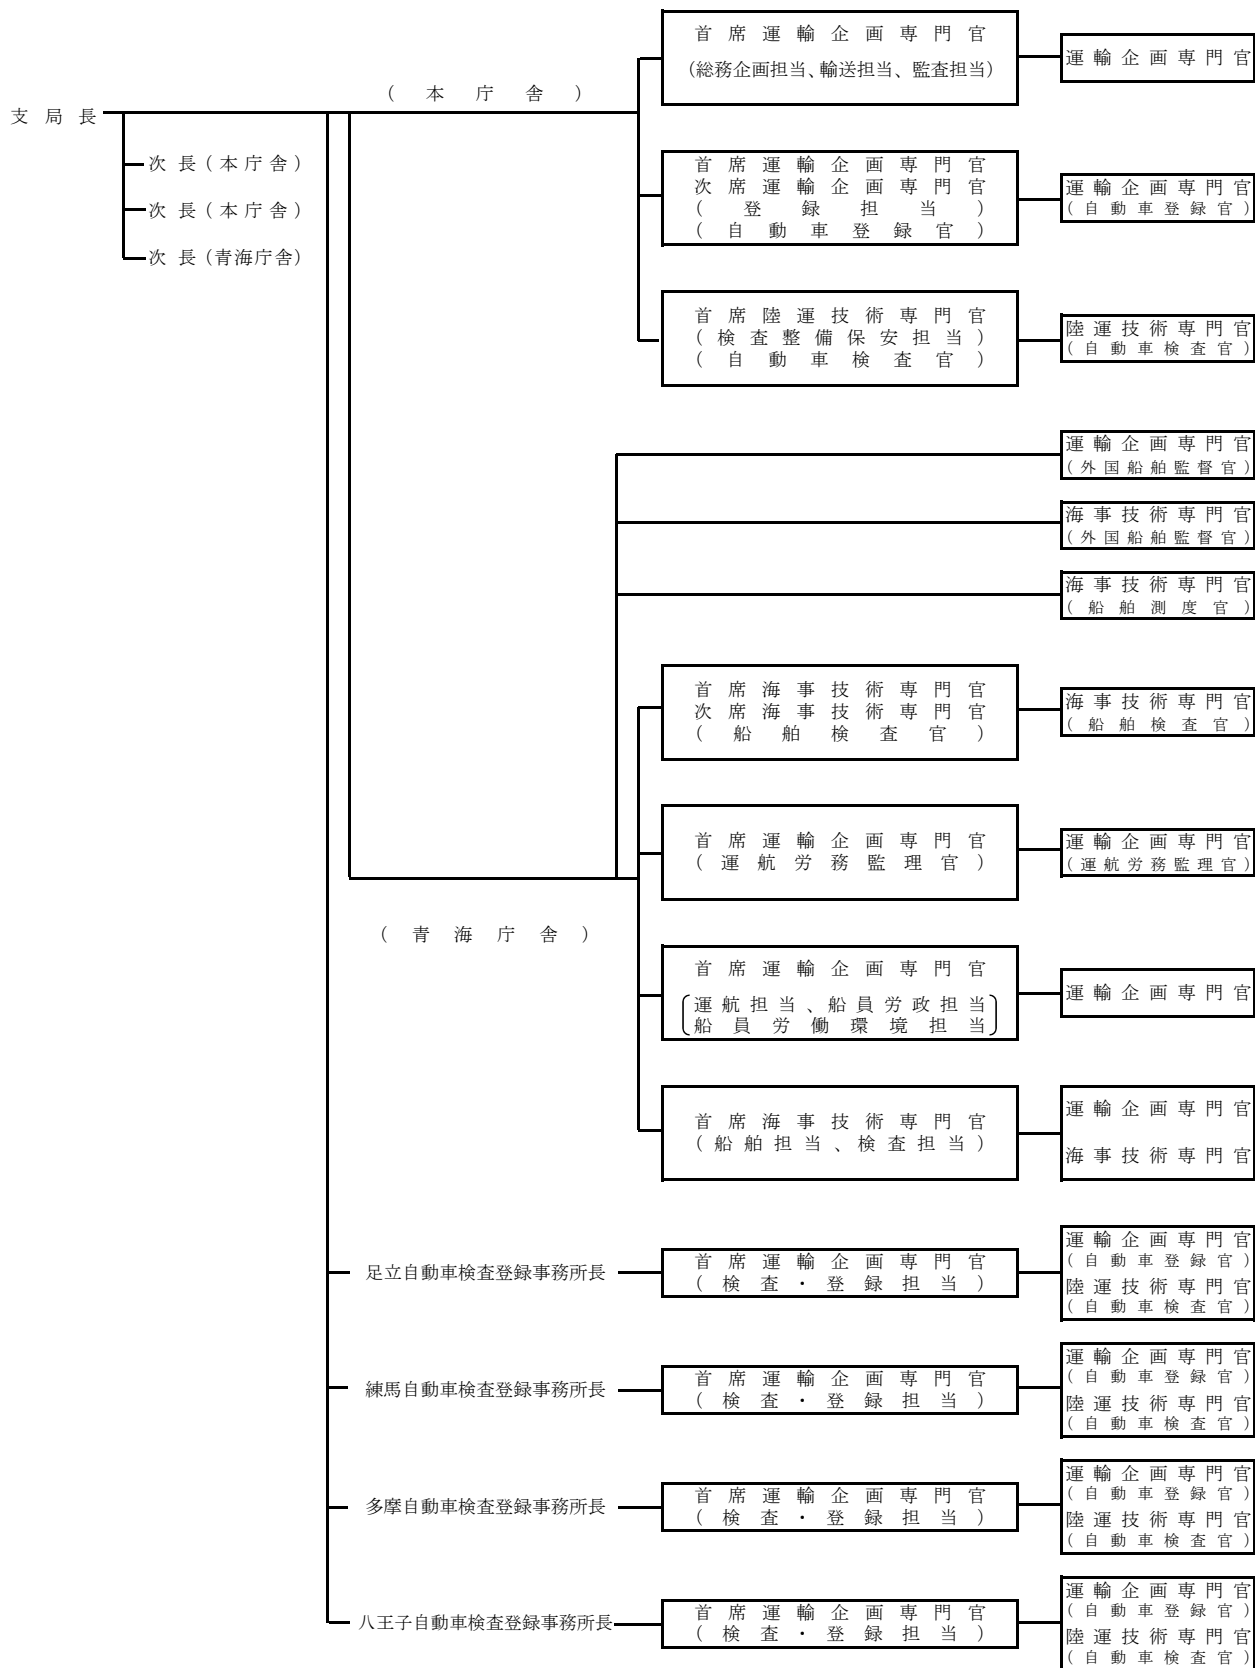 支局長
次長(本庁舎)
次長(本庁舎)
次長(青海庁舎)
(本庁舎)
首席運輸企画専門官
(総務企画担当、輸送担当、監査担当)
運輸企画専門官
首席運輸企画専門官
次席運輸企画専門官
(登録担当)
(自動車登録官)
運輸企画専門官
(自動車登録官)
首席陸運技術専門官
(検査整備保安担当)
(自動車検査官)
陸運技術専門官
(自動車検査官)
(青海庁舎)
運輸企画専門官
(外国船舶監督官)
海事技術専門官
(外国船舶監督官)
海事技術専門官
(船舶測度官)
首席海事技術専門官
次席海事技術専門官
(船舶検査官)
海事技術専門官
(船舶検査官)
首席運輸企画専門官
(運航労務監理官)
運輸企画専門官
(運航労務監理官)
首席運輸企画専門官
運航担当、船員労政担当
船員労働環境担当
運輸企画専門官
首席海事技術専門官
(船舶担当、検査担当)
運輸企画専門官
海事技術専門官
足立自動車検査登録事務所長
首席運輸企画専門官
(検査・登録担当)
運輸企画専門官
(自動車登録官)
陸運技術専門官
(自動車検査官)
練馬自動車検査登録事務所長
首席運輸企画専門官
(検査・登録担当)
運輸企画専門官
(自動車登録官)
陸運技術専門官
(自動車検査官)
多摩自動車検査登録事務所長
首席運輸企画専門官
(検査・登録担当)
運輸企画専門官
(自動車登録官)
陸運技術専門官
(自動車検査官)
八王子自動車検査登録事務所長
首席運輸企画専門官
(検査・登録担当)
運輸企画専門官
(自動車登録官)
陸運技術専門官
(自動車検査官)